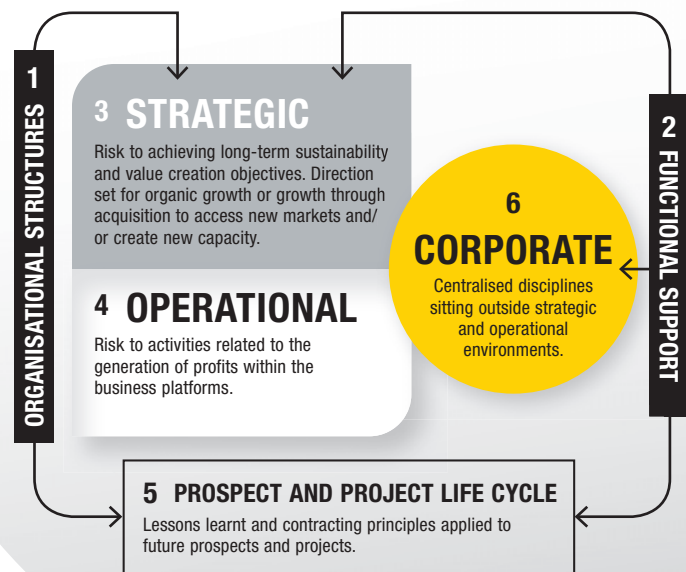 1
ORGANISATIONAL STRUCTURES
3 STRATEGIC
Risk to achieving long-term sustainability
and value creation objectives. Direction
set for organic growth or growth through
acquisition to access new markets and/
or create new capacity.
4 OPERATIONAL
Risk to activities related to the
generation of profits within the
business platforms.
6
CORPORATE
Centralised disciplines
sitting outside strategic
and operational
environments.
2
FUNCTIONAL SUPPORT
5 PROSPECT AND PROJECT LIFE CYCLE
Lessons learnt and contracting principles applied to
future prospects and projects.